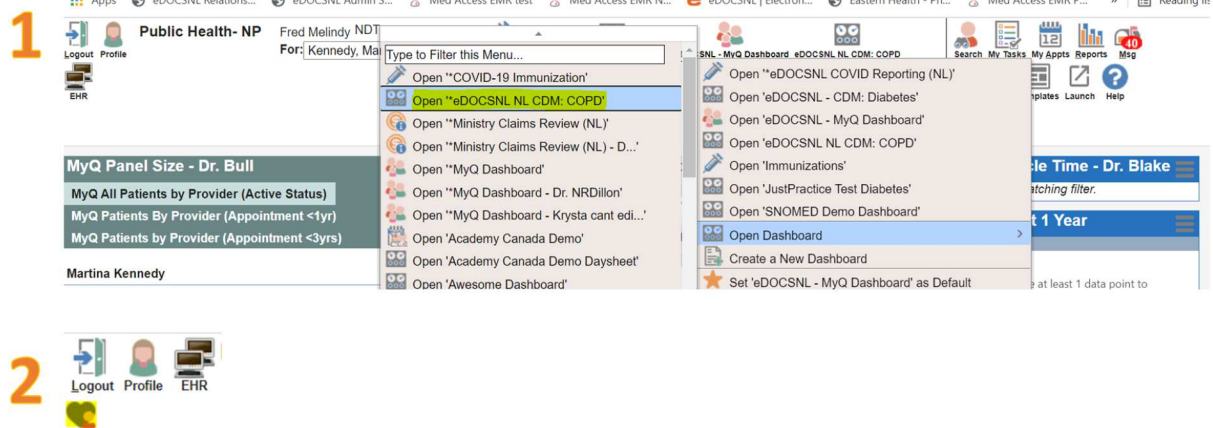 Apps eDOCSNL Relations... eDOCSNL Admin S... Med Access EMR test Med Access EMR N... eDOCSNL | Electron... Eastern Health - Pri... Med Access EMR P... » Reading lis
1
Logout Profile
Public Health- NP
Fred Melindy NDT
For: Kennedy, Mar
EHR
SNL - MyQ Dashboard eDOCSNL NL CDM: COPD
Search My Tasks My Appts Reports Msg
12
40
plates Launch Help
Type to Filter this Menu...
Open '*COVID-19 Immunization'
Open '*eDOCSNL NL CDM: COPD'
Open '*Ministry Claims Review (NL)'
Open '*Ministry Claims Review (NL) - D...'
Open '*MyQ Dashboard'
Open '*MyQ Dashboard - Dr. NRDillon'
Open '*MyQ Dashboard - Krysta cant edi...'
Open 'Academy Canada Demo'
Open 'Academy Canada Demo Daysheet'
Open 'Awesome Dashboard'
Open '*eDOCSNL COVID Reporting (NL)'
Open 'eDOCSNL - CDM: Diabetes'
Open 'eDOCSNL - MyQ Dashboard'
Open 'eDOCSNL NL CDM: COPD'
Open 'Immunizations'
Open 'JustPractice Test Diabetes'
Open 'SNOMED Demo Dashboard'
Open Dashboard
Create a New Dashboard
Set 'eDOCSNL - MyQ Dashboard' as Default
MyQ Panel Size - Dr. Bull
MyQ All Patients by Provider (Active Status)
MyQ Patients By Provider (Appointment <1yr)
MyQ Patients by Provider (Appointment <3yrs)
Martina Kennedy
cle Time - Dr. Blake
atching filter.
t 1 Year
e at least 1 data point to
2
Logout Profile EHR